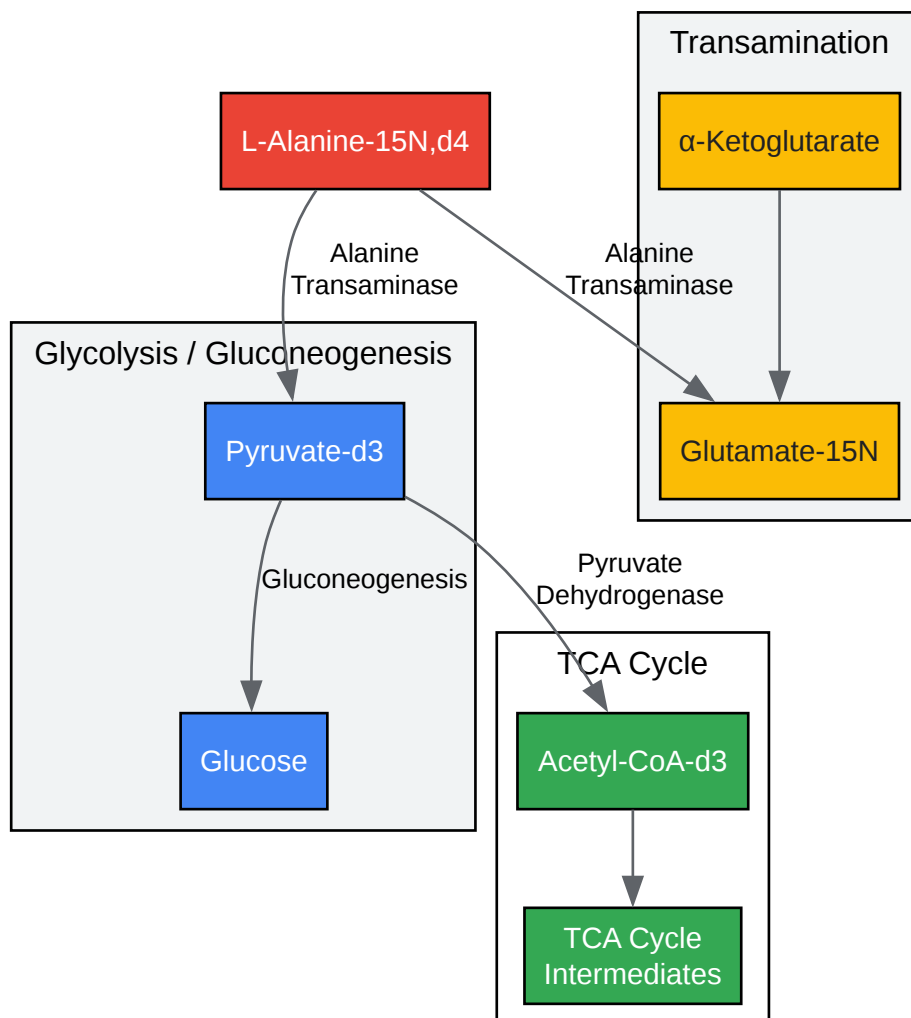 Transamination
L-Alanine-15N,d4
α-Ketoglutarate
Alanine
Transaminase
Alanine
Transaminase
Glycolysis / Gluconeogenesis
Pyruvate-d3
Glutamate-15N
Gluconeogenesis
Pyruvate
Dehydrogenase
TCA Cycle
Glucose
Acetyl-CoA-d3
TCA Cycle
Intermediates